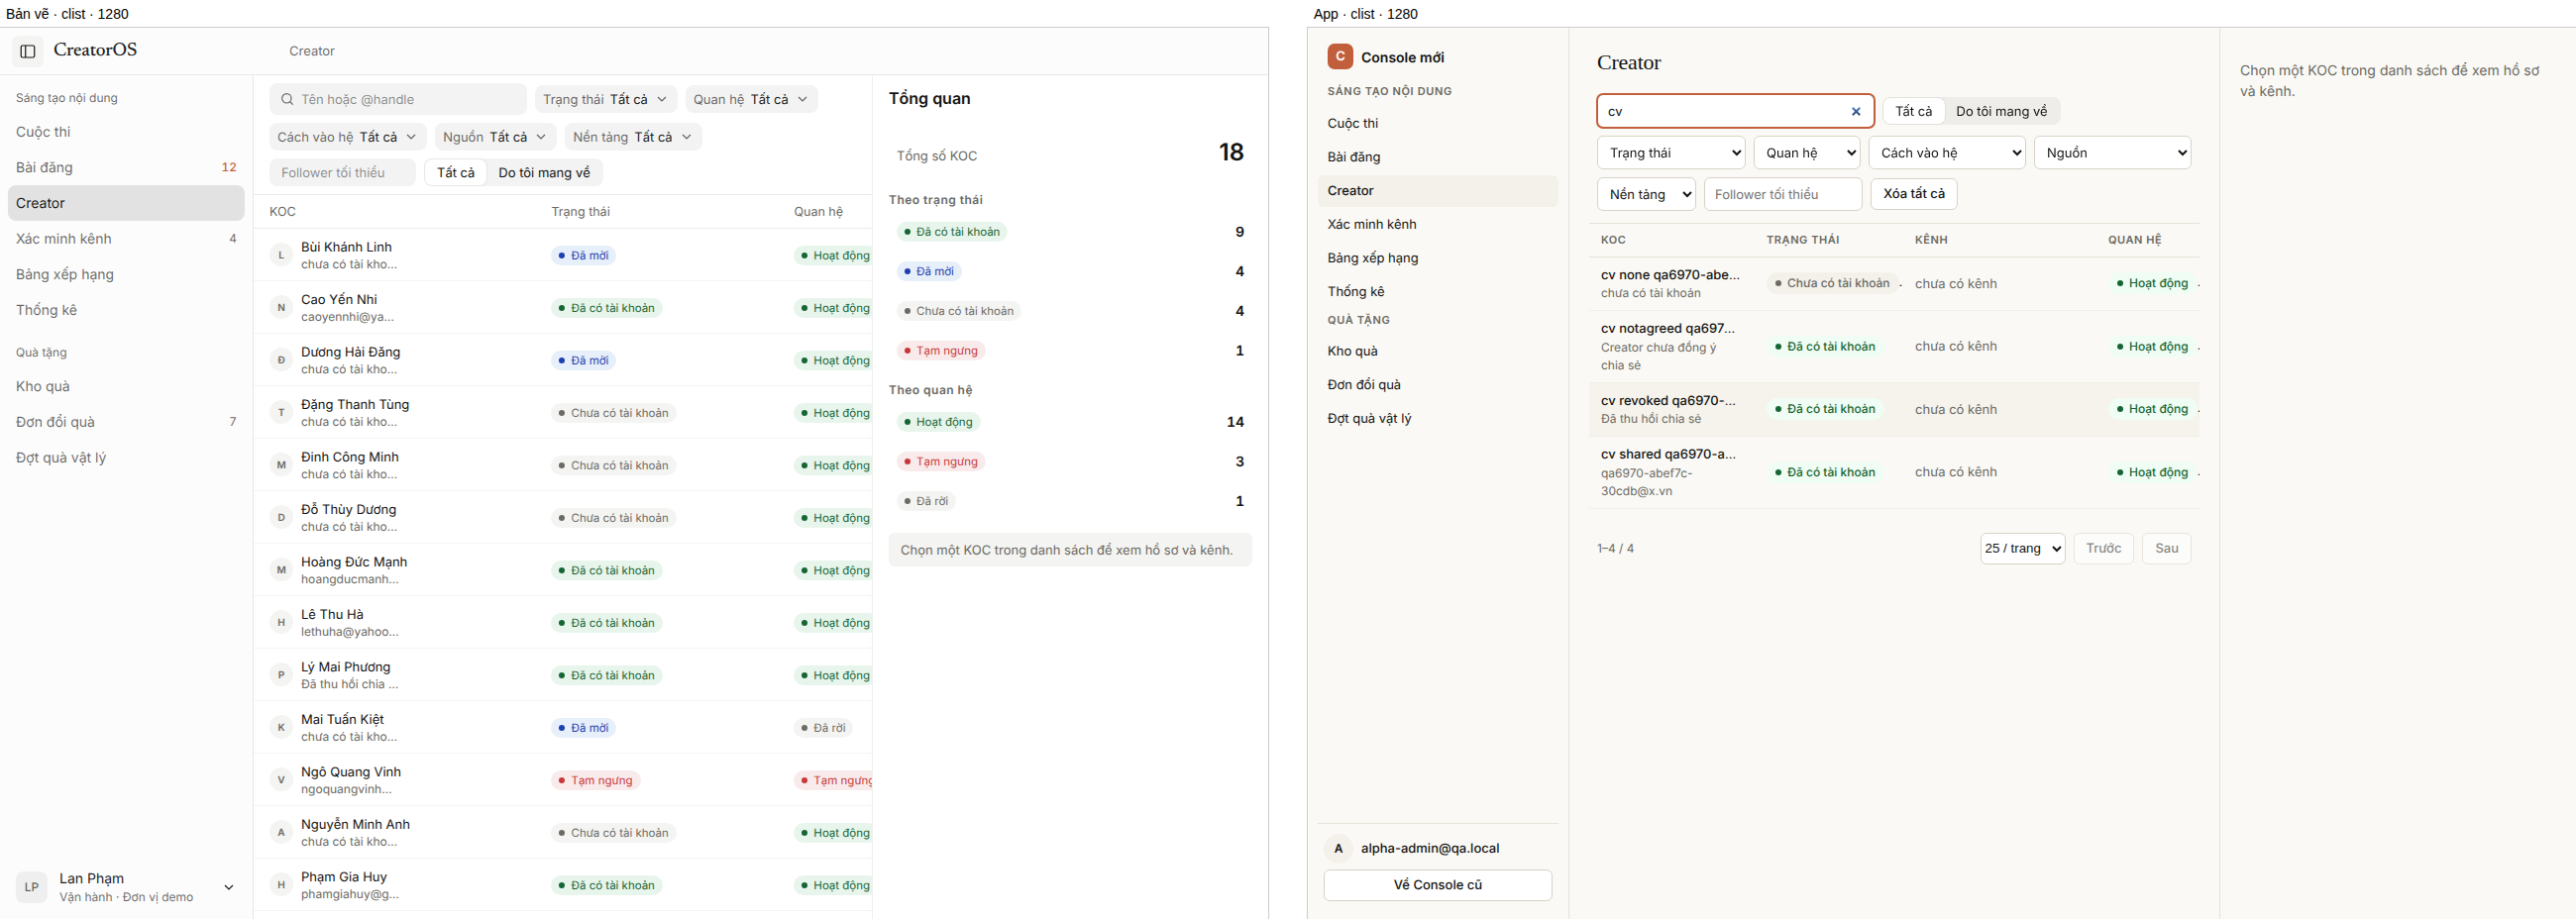 Bản vẽ · clist · 1280
CreatorOS
Creator
Sáng tạo nội dung
Cuộc thi
Bài đăng 12
Creator
Xác minh kênh 4
Bảng xếp hạng
Thống kê
Quà tặng
Kho quà
Đơn đổi quà 7
Đợt quà vật lý
LP
Lan Phạm
Vận hành · Đơn vị demo
Tên hoặc @handle
Trạng thái Tất cả
Quan hệ Tất cả
Cách vào hệ Tất cả
Nguồn Tất cả
Nền tảng Tất cả
Follower tối thiểu
Tất cả
Do tôi mang về
KOC Trạng thái Quan hệ
L Bùi Khánh Linh Đã mời Hoạt động
chưa có tài kho...
N Cao Yến Nhi Đã có tài khoản Hoạt động
caoyennhi@ya...
Đ Dương Hải Đăng Đã mời Hoạt động
chưa có tài kho...
T Đặng Thanh Tùng Chưa có tài khoản Hoạt động
chưa có tài kho...
M Đinh Công Minh Chưa có tài khoản Hoạt động
chưa có tài kho...
D Đỗ Thùy Dương Chưa có tài khoản Hoạt động
chưa có tài kho...
M Hoàng Đức Mạnh Đã có tài khoản Hoạt động
hoangducmanh...
H Lê Thu Hà Đã có tài khoản Hoạt động
lethuha@yahoo...
P Lý Mai Phương Đã có tài khoản Hoạt động
Đã thu hồi chia ...
K Mai Tuấn Kiệt Đã mời Đã rời
chưa có tài kho...
V Ngô Quang Vinh Tạm ngưng Tạm ngưng
ngoquangvinh...
A Nguyễn Minh Anh Chưa có tài khoản Hoạt động
chưa có tài kho...
H Phạm Gia Huy Đã có tài khoản Hoạt động
phamgiahuy@g...
Tổng quan
Tổng số KOC 18
Theo trạng thái
Đã có tài khoản 9
Đã mời 4
Chưa có tài khoản 4
Tạm ngưng 1
Theo quan hệ
Hoạt động 14
Tạm ngưng 3
Đã rời 1
Chọn một KOC trong danh sách để xem hồ sơ và kênh.
App · clist · 1280
C Console mới
SÁNG TẠO NỘI DUNG
Cuộc thi
Bài đăng
Creator
Xác minh kênh
Bảng xếp hạng
Thống kê
QUÀ TẶNG
Kho quà
Đơn đổi quà
Đợt quà vật lý
A alpha-admin@qa.local
Về Console cũ
Creator
cv
Tất cả
Do tôi mang về
Trạng thái
Quan hệ
Cách vào hệ
Nguồn
Nền tảng
Follower tối thiểu
Xóa tất cả
KOC TRẠNG THÁI KÊNH QUAN HỆ
cv none qa6970-abe... Chưa có tài khoản . chưa có kênh Hoạt động .
chưa có tài khoản
cv notagreed qa697... Đã có tài khoản chưa có kênh Hoạt động .
Creator chưa đồng ý
chia sẻ
cv revoked qa6970-... Đã có tài khoản chưa có kênh Hoạt động .
Đã thu hồi chia sẻ
cv shared qa6970-a... Đã có tài khoản chưa có kênh Hoạt động .
qa6970-abef7c-
30cdb@x.vn
1–4 / 4
25 / trang
Trước
Sau
Chọn một KOC trong danh sách để xem hồ sơ
và kênh.